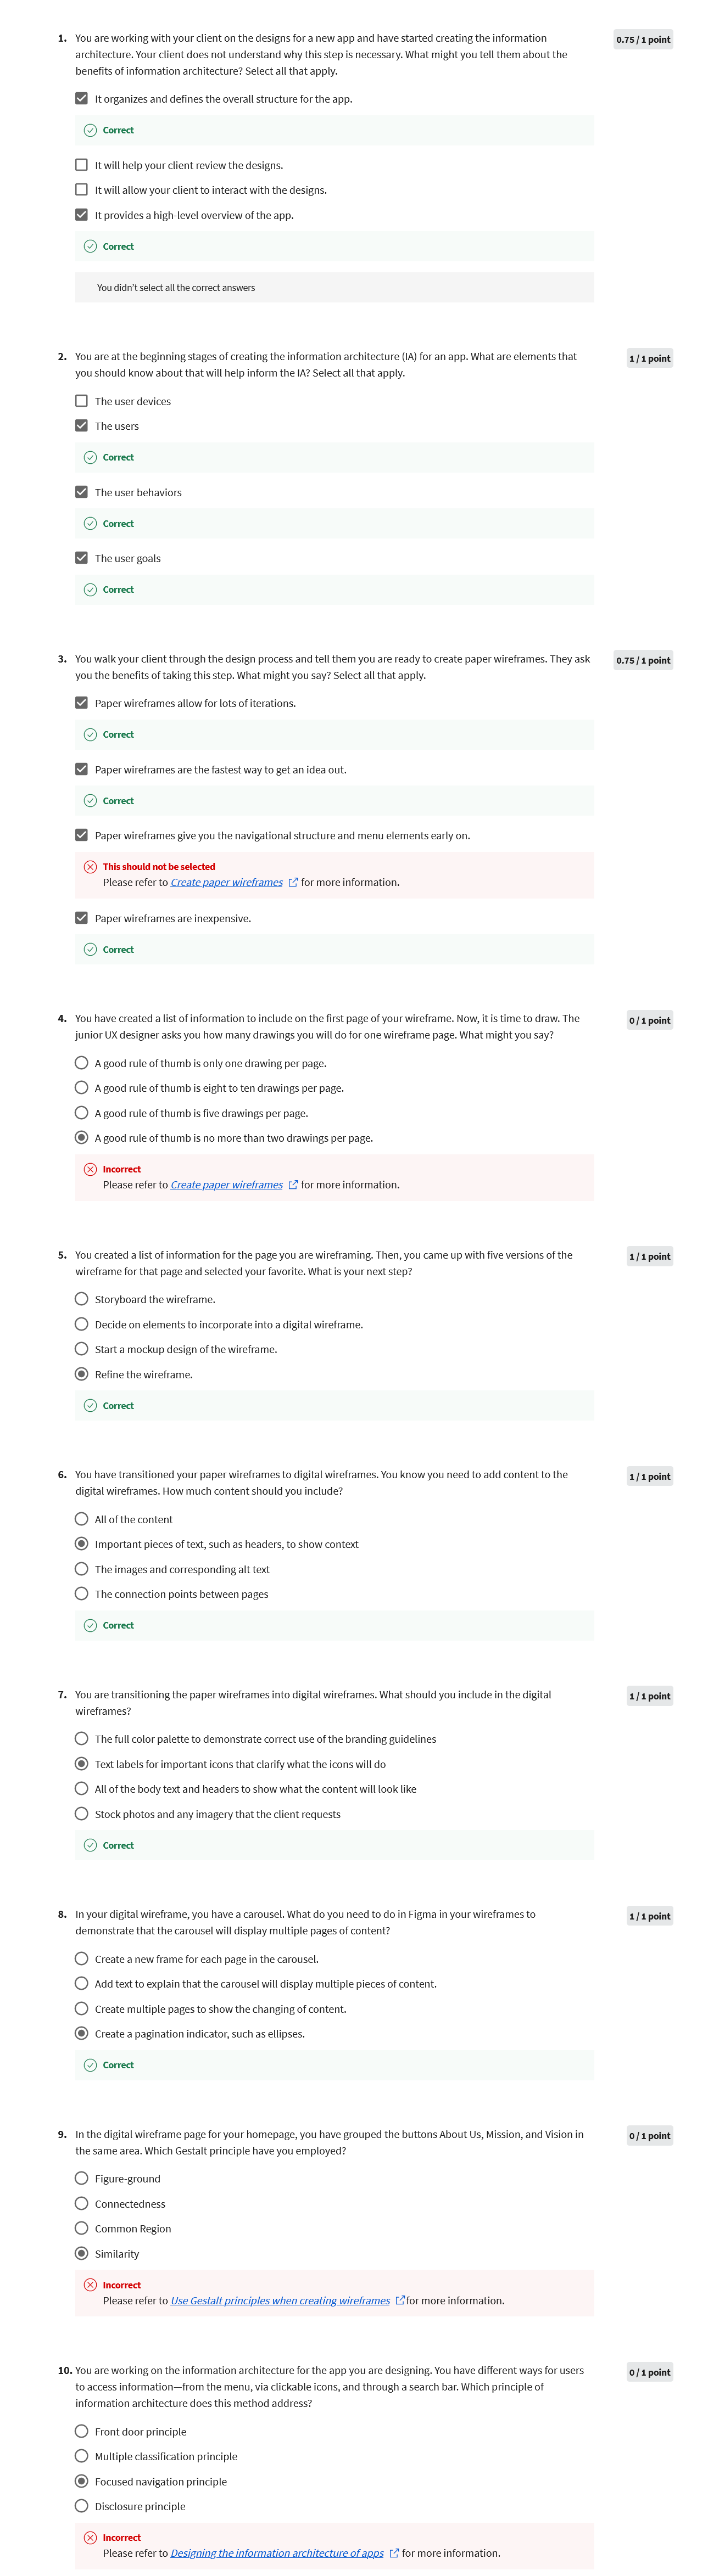 1. You are working with your client on the designs for a new app and have started creating the information
0.75 / 1 point
architecture. Your client does not understand why this step is necessary. What might you tell them about the
benefits of information architecture? Select all that apply.
It organizes and defines the overall structure for the app.
Correct
It will help your client review the designs.
It will allow your client to interact with the designs.
It provides a high-level overview of the app.
Correct
You didn't select all the correct answers
2. You are at the beginning stages of creating the information architecture (IA) for an app. What are elements that
1 / 1 point
you should know about that will help inform the IA? Select all that apply.
The user devices
The users
Correct
The user behaviors
Correct
The user goals
Correct
3. You walk your client through the design process and tell them you are ready to create paper wireframes. They ask
0.75 / 1 point
you the benefits of taking this step. What might you say? Select all that apply.
Paper wireframes allow for lots of iterations.
Correct
Paper wireframes are the fastest way to get an idea out.
Correct
Paper wireframes give you the navigational structure and menu elements early on.
This should not be selected
Please refer to Create paper wireframes for more information.
Paper wireframes are inexpensive.
Correct
4. You have created a list of information to include on the first page of your wireframe. Now, it is time to draw. The
0 / 1 point
junior UX designer asks you how many drawings you will do for one wireframe page. What might you say?
A good rule of thumb is only one drawing per page.
A good rule of thumb is eight to ten drawings per page.
A good rule of thumb is five drawings per page.
A good rule of thumb is no more than two drawings per page.
Incorrect
Please refer to Create paper wireframes for more information.
5. You created a list of information for the page you are wireframing. Then, you came up with five versions of the
1 / 1 point
wireframe for that page and selected your favorite. What is your next step?
Storyboard the wireframe.
Decide on elements to incorporate into a digital wireframe.
Start a mockup design of the wireframe.
Refine the wireframe.
Correct
6. You have transitioned your paper wireframes to digital wireframes. You know you need to add content to the
1 / 1 point
digital wireframes. How much content should you include?
All of the content
Important pieces of text, such as headers, to show context
The images and corresponding alt text
The connection points between pages
Correct
7. You are transitioning the paper wireframes into digital wireframes. What should you include in the digital
1 / 1 point
wireframes?
The full color palette to demonstrate correct use of the branding guidelines
Text labels for important icons that clarify what the icons will do
All of the body text and headers to show what the content will look like
Stock photos and any imagery that the client requests
Correct
8. In your digital wireframe, you have a carousel. What do you need to do in Figma in your wireframes to
1 / 1 point
demonstrate that the carousel will display multiple pages of content?
Create a new frame for each page in the carousel.
Add text to explain that the carousel will display multiple pieces of content.
Create multiple pages to show the changing of content.
Create a pagination indicator, such as ellipses.
Correct
9. In the digital wireframe page for your homepage, you have grouped the buttons About Us, Mission, and Vision in
0 / 1 point
the same area. Which Gestalt principle have you employed?
Figure-ground
Connectedness
Common Region
Similarity
Incorrect
Please refer to Use Gestalt principles when creating wireframes for more information.
10. You are working on the information architecture for the app you are designing. You have different ways for users
0 / 1 point
to access information—from the menu, via clickable icons, and through a search bar. Which principle of
information architecture does this method address?
Front door principle
Multiple classification principle
Focused navigation principle
Disclosure principle
Incorrect
Please refer to Designing the information architecture of apps for more information.